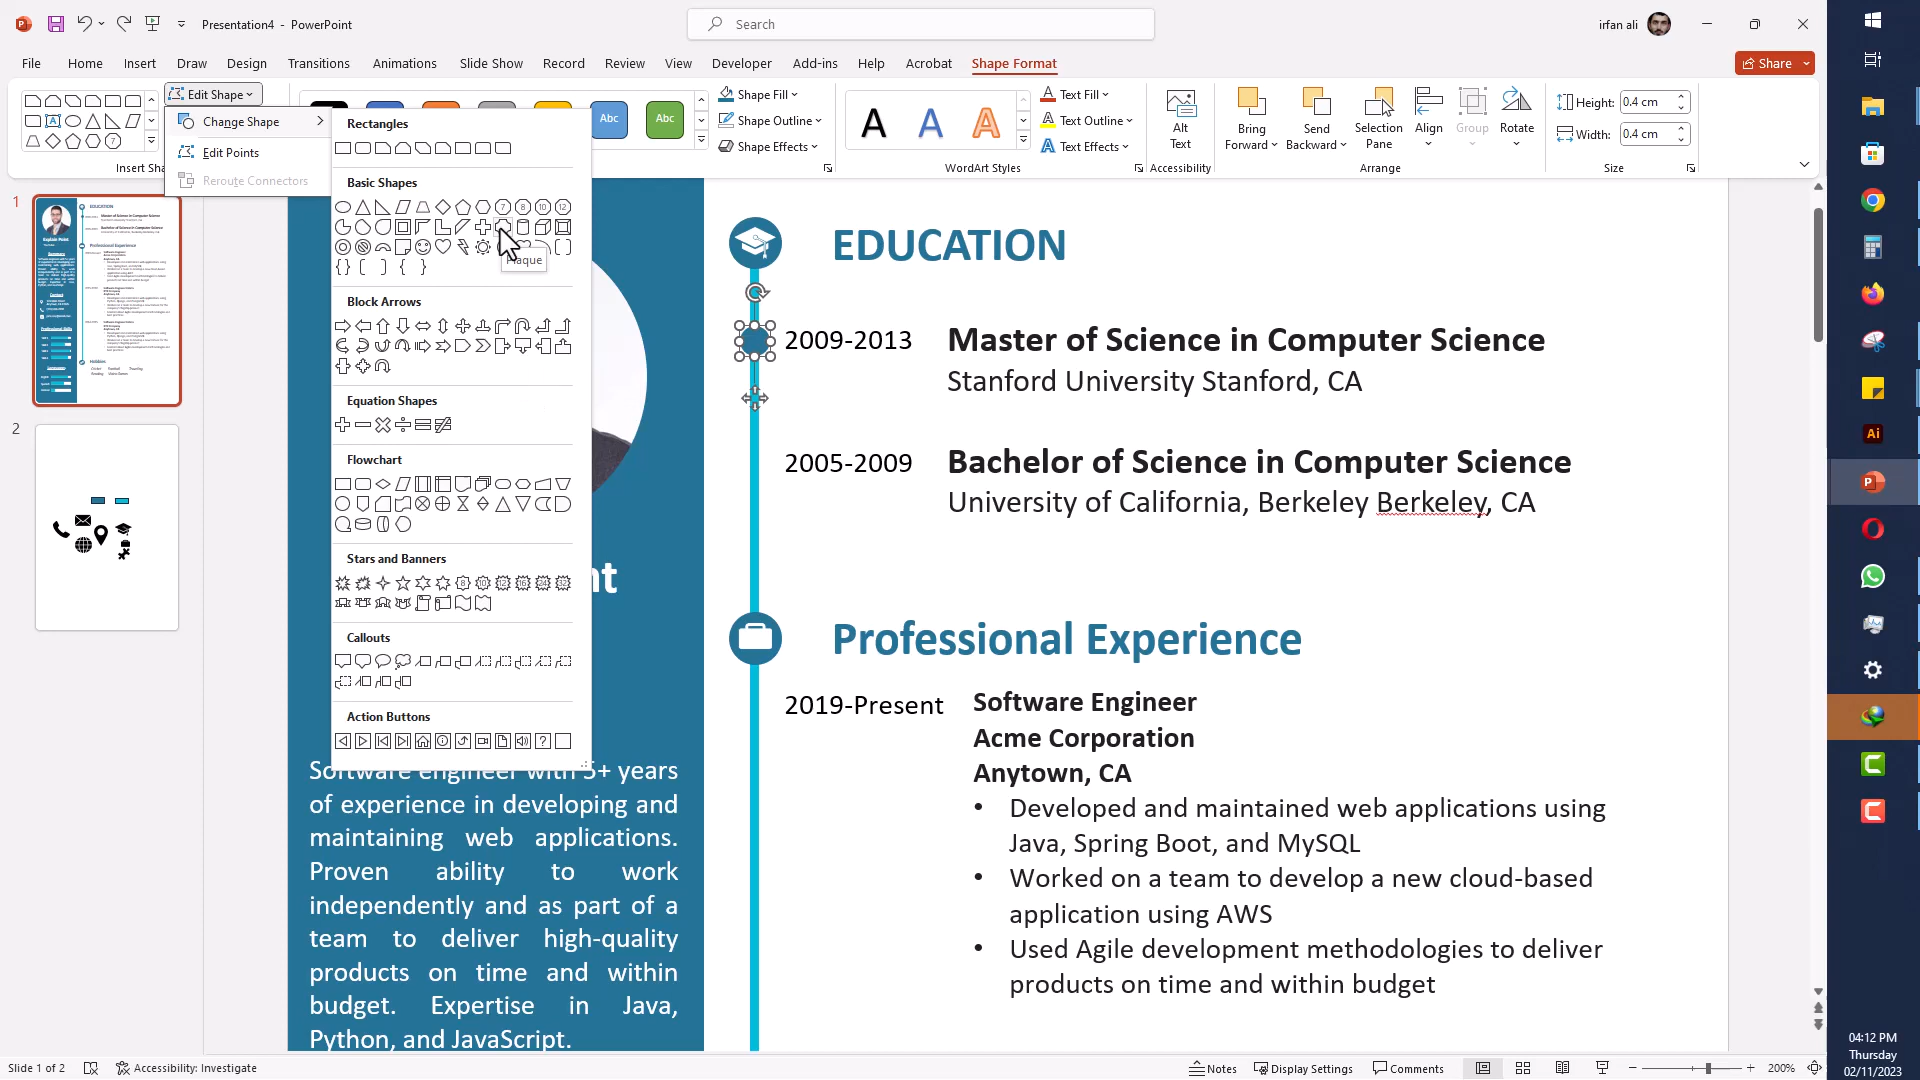 Presentation4 - PowerPoint
Search
irfan ali
File Home Insert Draw Design Transitions Animations Slide Show Record Review View Developer Add-ins Help Acrobat Shape Format
Share
Edit Shape
Change Shape
Edit Points
Reroute Connectors
Insert Sha
Abc
Abc
Shape Fill
Shape Outline
Shape Effects
A A A
Text Fill
Text Outline
Text Effects
WordArt Styles
Alt Text
Accessibility
Bring Forward
Send Backward
Selection Pane
Align
Group
Rotate
Arrange
Height: 0.4 cm
Width: 0.4 cm
Size
Rectangles
Basic Shapes
Plaque
Block Arrows
Equation Shapes
Flowchart
Stars and Banners
Callouts
Action Buttons
1
2
nt
Software engineer with 5+ years
of experience in developing and
maintaining web applications.
Proven ability to work
independently and as part of a
team to deliver high-quality
products on time and within
budget. Expertise in Java,
Python, and JavaScript.
EDUCATION
2009-2013 Master of Science in Computer Science
Stanford University Stanford, CA
2005-2009 Bachelor of Science in Computer Science
University of California, Berkeley Berkeley, CA
Professional Experience
2019-Present Software Engineer
Acme Corporation
Anytown, CA
• Developed and maintained web applications using
Java, Spring Boot, and MySQL
• Worked on a team to develop a new cloud-based
application using AWS
• Used Agile development methodologies to deliver
products on time and within budget
Ai
Slide 1 of 2
Accessibility: Investigate
Notes
Display Settings
Comments
200%
04:12 PM
Thursday
02/11/2023